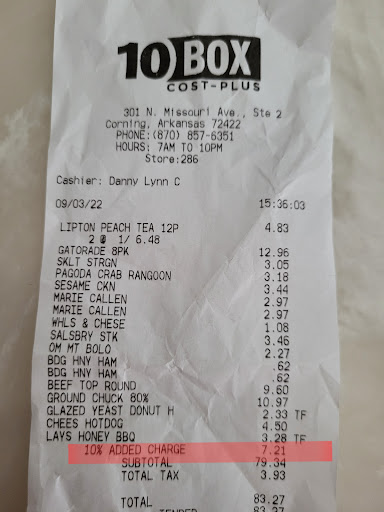 10 BOX
COST-PLUS
301 N. Missouri Ave., Ste 2
Corning, Arkansas 72422
PHONE:(870) 857-6351
HOURS: 7AM TO 10PM
Store:286
Cashier: Danny Lynn C
09/03/22 15:36:03
LIPTON PEACH TEA 12P 4.83
2 @ 1/ 6.48
GATORADE 8PK 12.96
SKLT STRGN 3.05
PAGODA CRAB RANGOON 3.18
SESAME CKN 3.44
MARIE CALLEN 2.97
MARIE CALLEN 2.97
WHLS & CHESE 1.08
SALSBRY STK 3.46
OM MT BOLO 2.27
BDG HNY HAM .62
BDG HNY HAM .62
BEEF TOP ROUND 9.60
GROUND CHUCK 80% 10.97
GLAZED YEAST DONUT H 2.33 TF
CHEES HOTDOG 4.50
LAYS HONEY BBQ 3.28 TF
10% ADDED CHARGE 7.21
SUBTOTAL 79.34
TOTAL TAX 3.93
TOTAL 83.27
TENDER 83.27